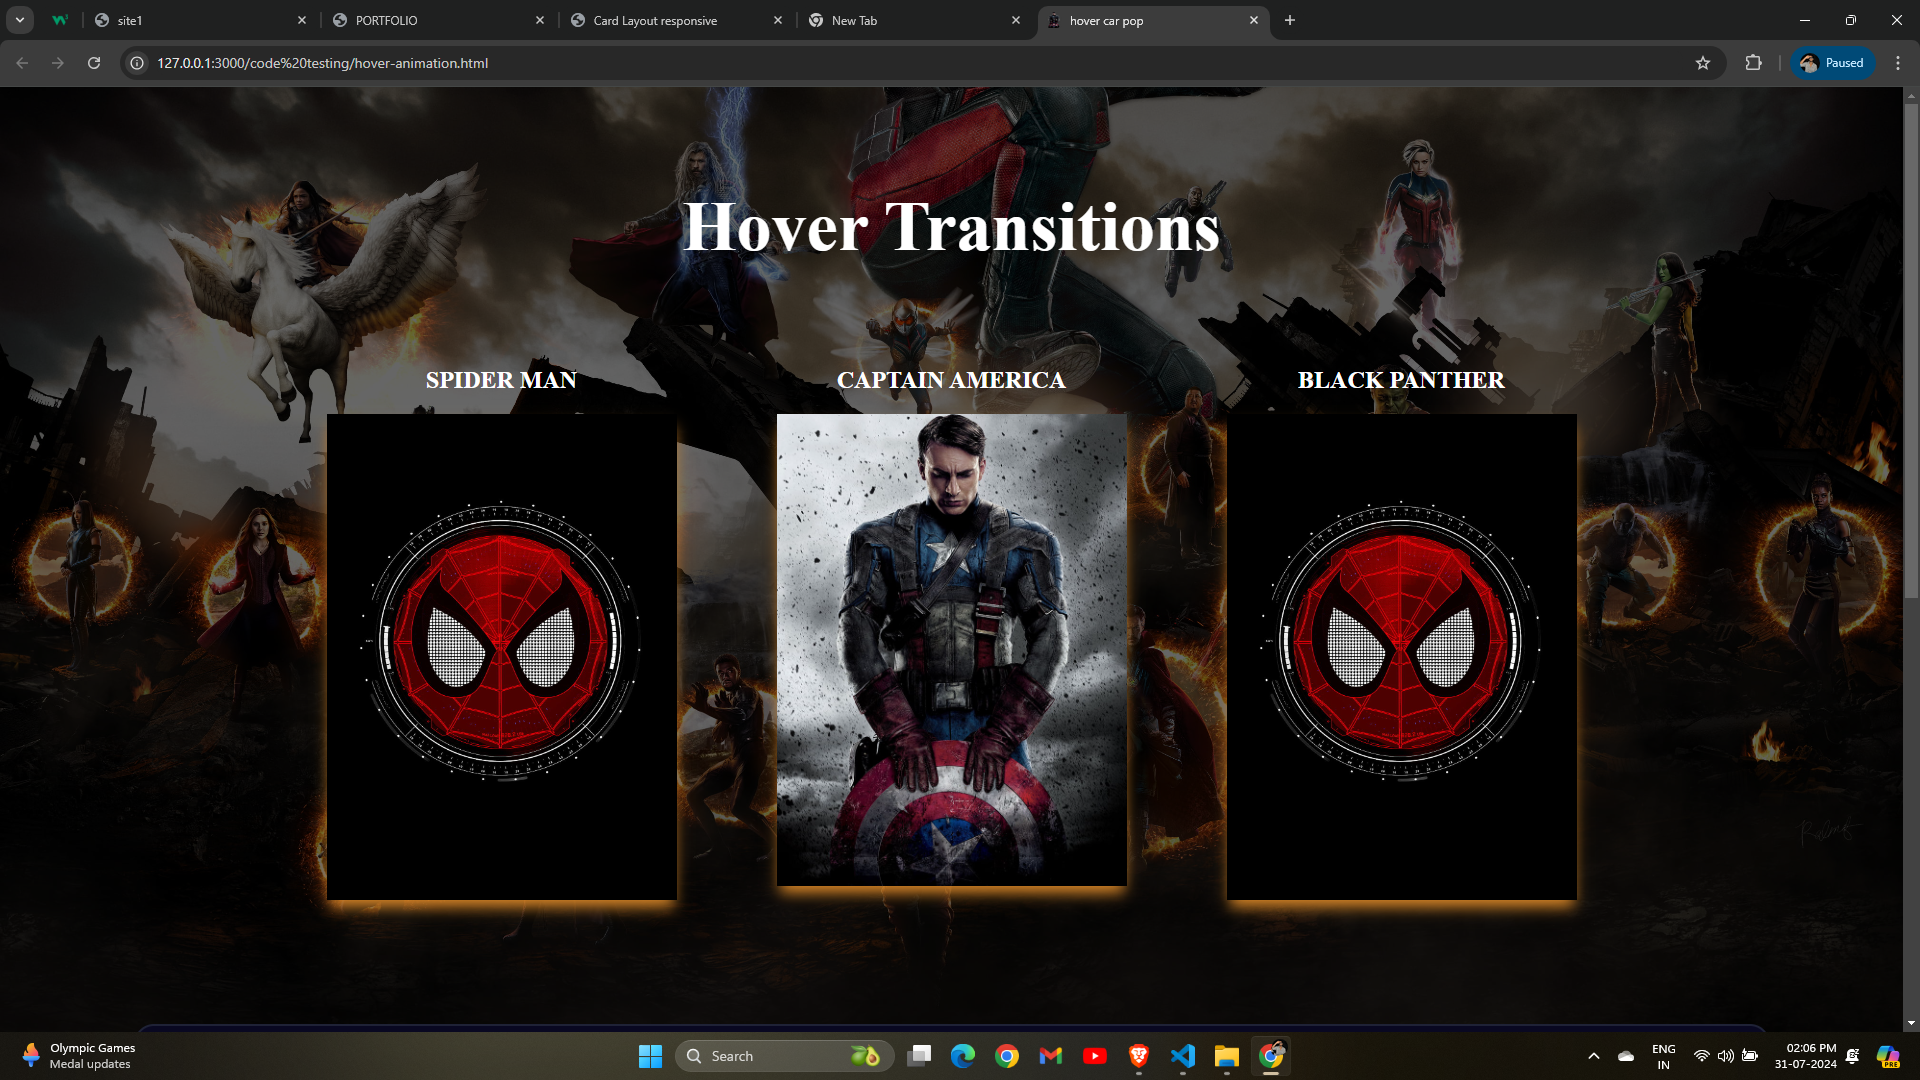 site1
PORTFOLIO
Card Layout responsive
New Tab
hover car pop
127.0.0.1:3000/code%20testing/hover-animation.html
Paused
Hover Transitions
SPIDER MAN
CAPTAIN AMERICA
BLACK PANTHER
Olympic Games
Medal updates
Search
ENG
IN
02:06 PM
31-07-2024
PRE